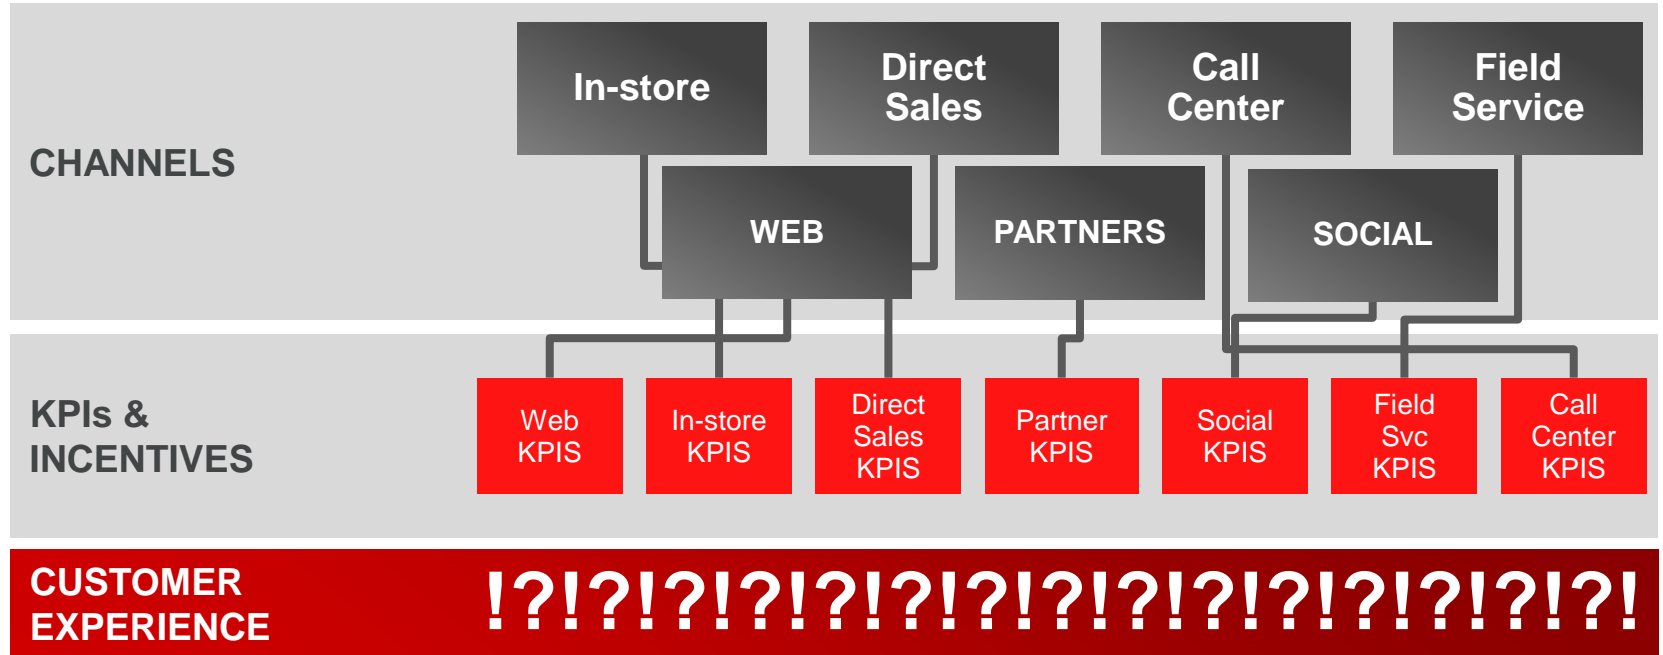 CHANNELS
In-store
Direct
Sales
Call
Center
Field
Service
WEB
PARTNERS
SOCIAL
KPIs &
INCENTIVES
Web
KPIS
In-store
KPIS
Direct
Sales
KPIS
Partner
KPIS
Social
KPIS
Field
Svc
KPIS
Call
Center
KPIS
CUSTOMER
EXPERIENCE
!?!?!?!?!?!?!?!?!?!?!?!?!?!?!?!